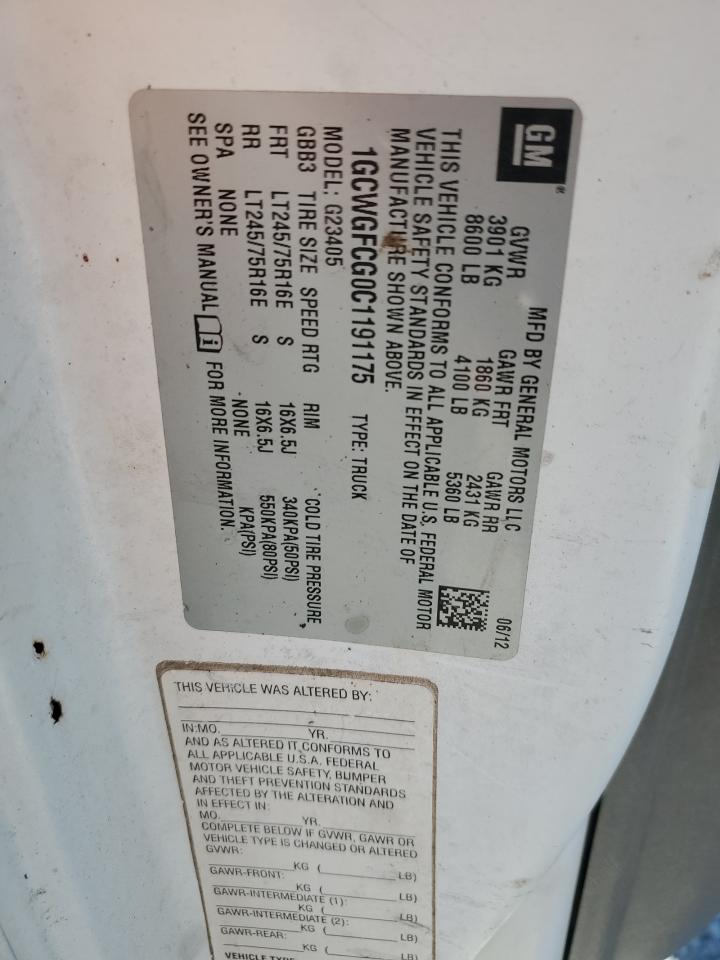 GM®
MFD BY GENERAL MOTORS LLC 06/12
GVWR GAWR FRT GAWR RR
3901 KG 1860 KG 2431 KG
8600 LB 4100 LB 5360 LB
THIS VEHICLE CONFORMS TO ALL APPLICABLE U.S. FEDERAL MOTOR
VEHICLE SAFETY STANDARDS IN EFFECT ON THE DATE OF
MANUFACTURE SHOWN ABOVE.
1GCWGFCG0C1191175 TYPE: TRUCK
MODEL: G23405
GBB3 TIRE SIZE SPEED RTG RIM COLD TIRE PRESSURE
FRT LT245/75R16E S 16X6.5J 340KPA(50PSI)
RR LT245/75R16E S 16X6.5J 550KPA(80PSI)
SPA NONE NONE KPA(PSI)
SEE OWNER'S MANUAL FOR MORE INFORMATION.
THIS VEHICLE WAS ALTERED BY:
IN:MO. YR.
AND AS ALTERED IT CONFORMS TO
ALL APPLICABLE U.S.A. FEDERAL
MOTOR VEHICLE SAFETY, BUMPER
AND THEFT PREVENTION STANDARDS
AFFECTED BY THE ALTERATION AND
IN EFFECT IN:
MO. YR.
COMPLETE BELOW IF GVWR, GAWR OR
VEHICLE TYPE IS CHANGED OR ALTERED
GVWR:
KG ( LB)
GAWR-FRONT:
KG ( LB)
GAWR-INTERMEDIATE (1):
KG ( LB)
GAWR-INTERMEDIATE (2):
KG ( LB)
GAWR-REAR:
KG ( LB)
VEHICLE TYPE